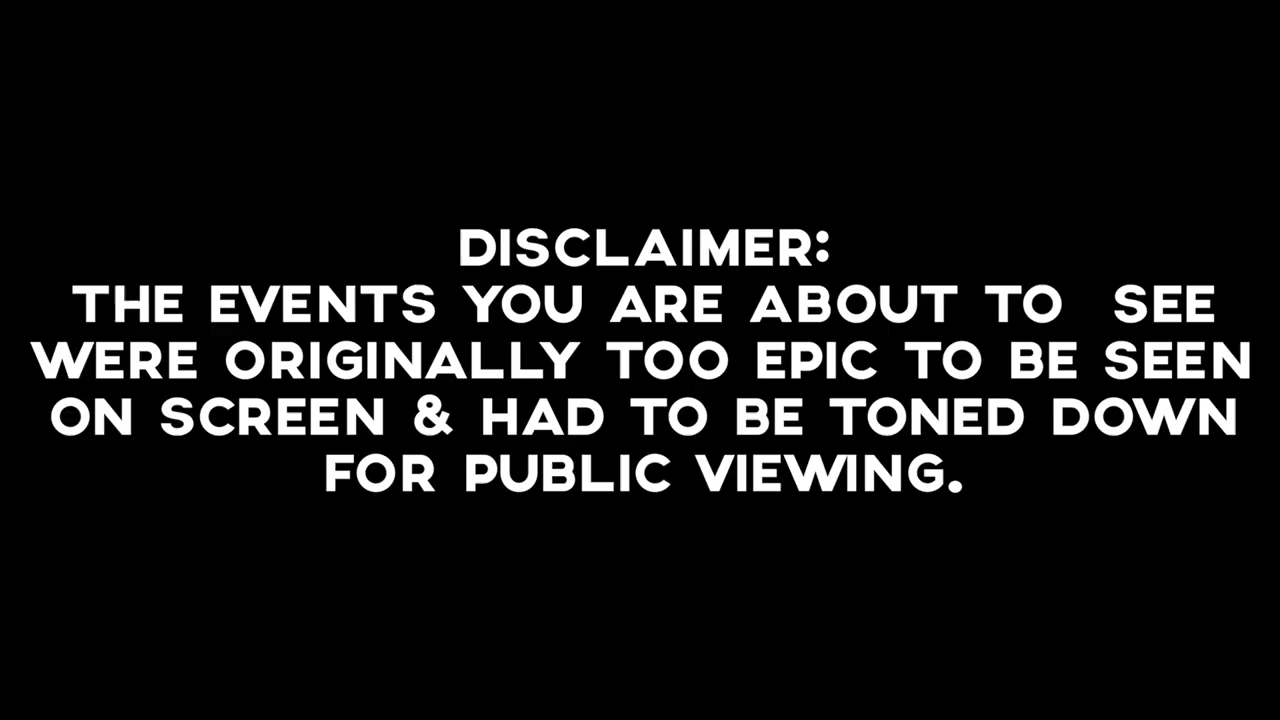 DISCLAIMER:
THE EVENTS YOU ARE ABOUT TO  SEE
WERE ORIGINALLY TOO EPIC TO BE SEEN
ON SCREEN & HAD TO BE TONED DOWN
FOR PUBLIC VIEWING.